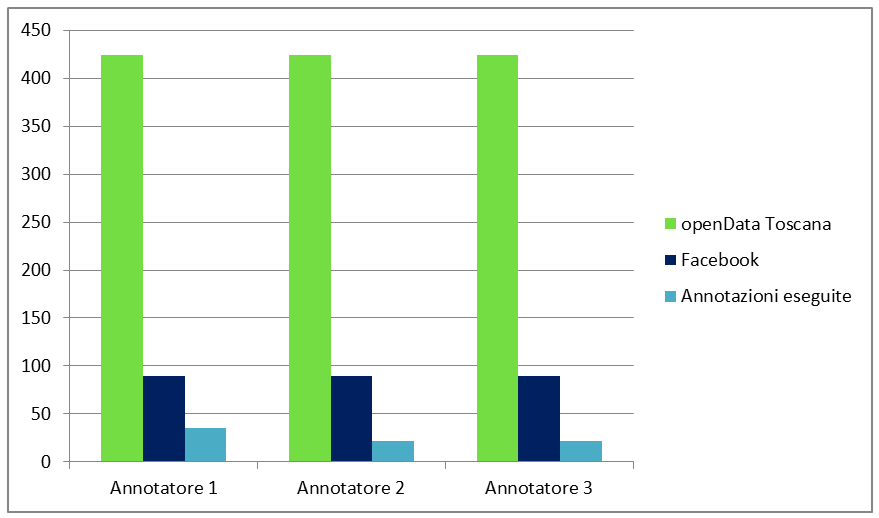 450
400
350
300
250
200
150
100
50
0
Annotatore 1
Annotatore 2
Annotatore 3
openData Toscana
Facebook
Annotazioni eseguite